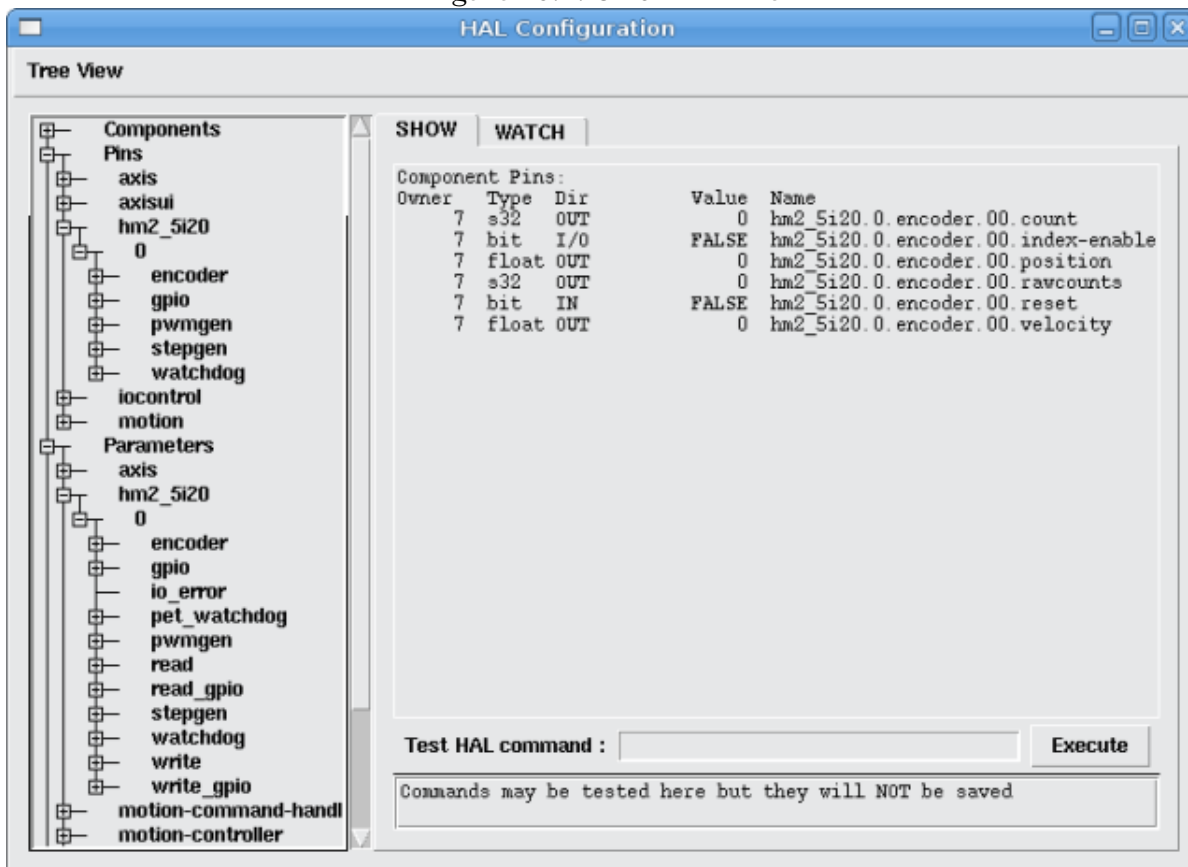 HAL Configuration
Tree View
Components
Pins
axis
axisui
hm2_5i20
0
encoder
gpio
pwmgen
stepgen
watchdog
iocontrol
motion
Parameters
axis
hm2_5i20
0
encoder
gpio
io_error
pet_watchdog
pwmgen
read
read_gpio
stepgen
watchdog
write
write_gpio
motion-command-handl
motion-controller
SHOW WATCH
Component Pins:
Owner Type Dir Value Name
7 s32 OUT 0 hm2_5i20.0.encoder.00.count
7 bit I/O FALSE hm2_5i20.0.encoder.00.index-enable
7 float OUT 0 hm2_5i20.0.encoder.00.position
7 s32 OUT 0 hm2_5i20.0.encoder.00.rawcounts
7 bit IN FALSE hm2_5i20.0.encoder.00.reset
7 float OUT 0 hm2_5i20.0.encoder.00.velocity
Test HAL command : Execute
Commands may be tested here but they will NOT be saved